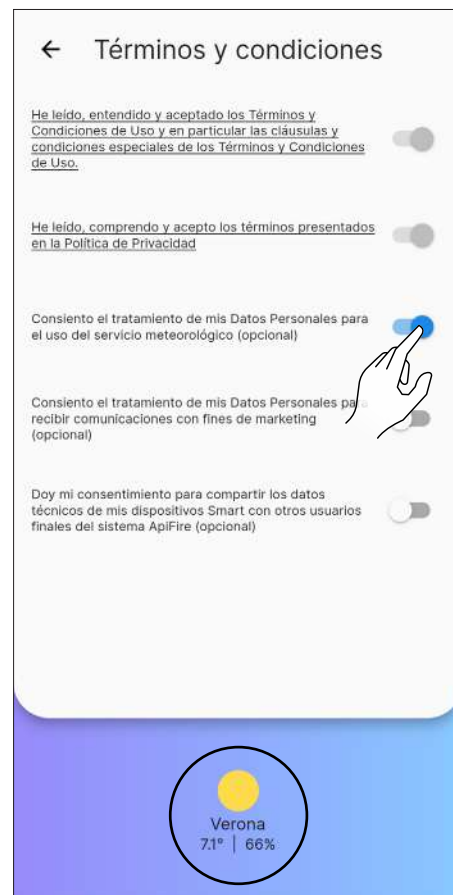 Términos y condiciones
He leído, entendido y aceptado los Términos y
Condiciones de Uso y en particular las cláusulas y
condiciones especiales de los Términos y Condiciones
de Uso.
He leído, comprendo y acepto los términos presentados
en la Política de Privacidad
Consiento el tratamiento de mis Datos Personales para
el uso del servicio meteorológico (opcional)
Consiento el tratamiento de mis Datos Personales para
recibir comunicaciones con fines de marketing
(opcional)
Doy mi consentimiento para compartir los datos
técnicos de mis dispositivos Smart con otros usuarios
finales del sistema ApiFire (opcional)
Verona
7.1° | 66%